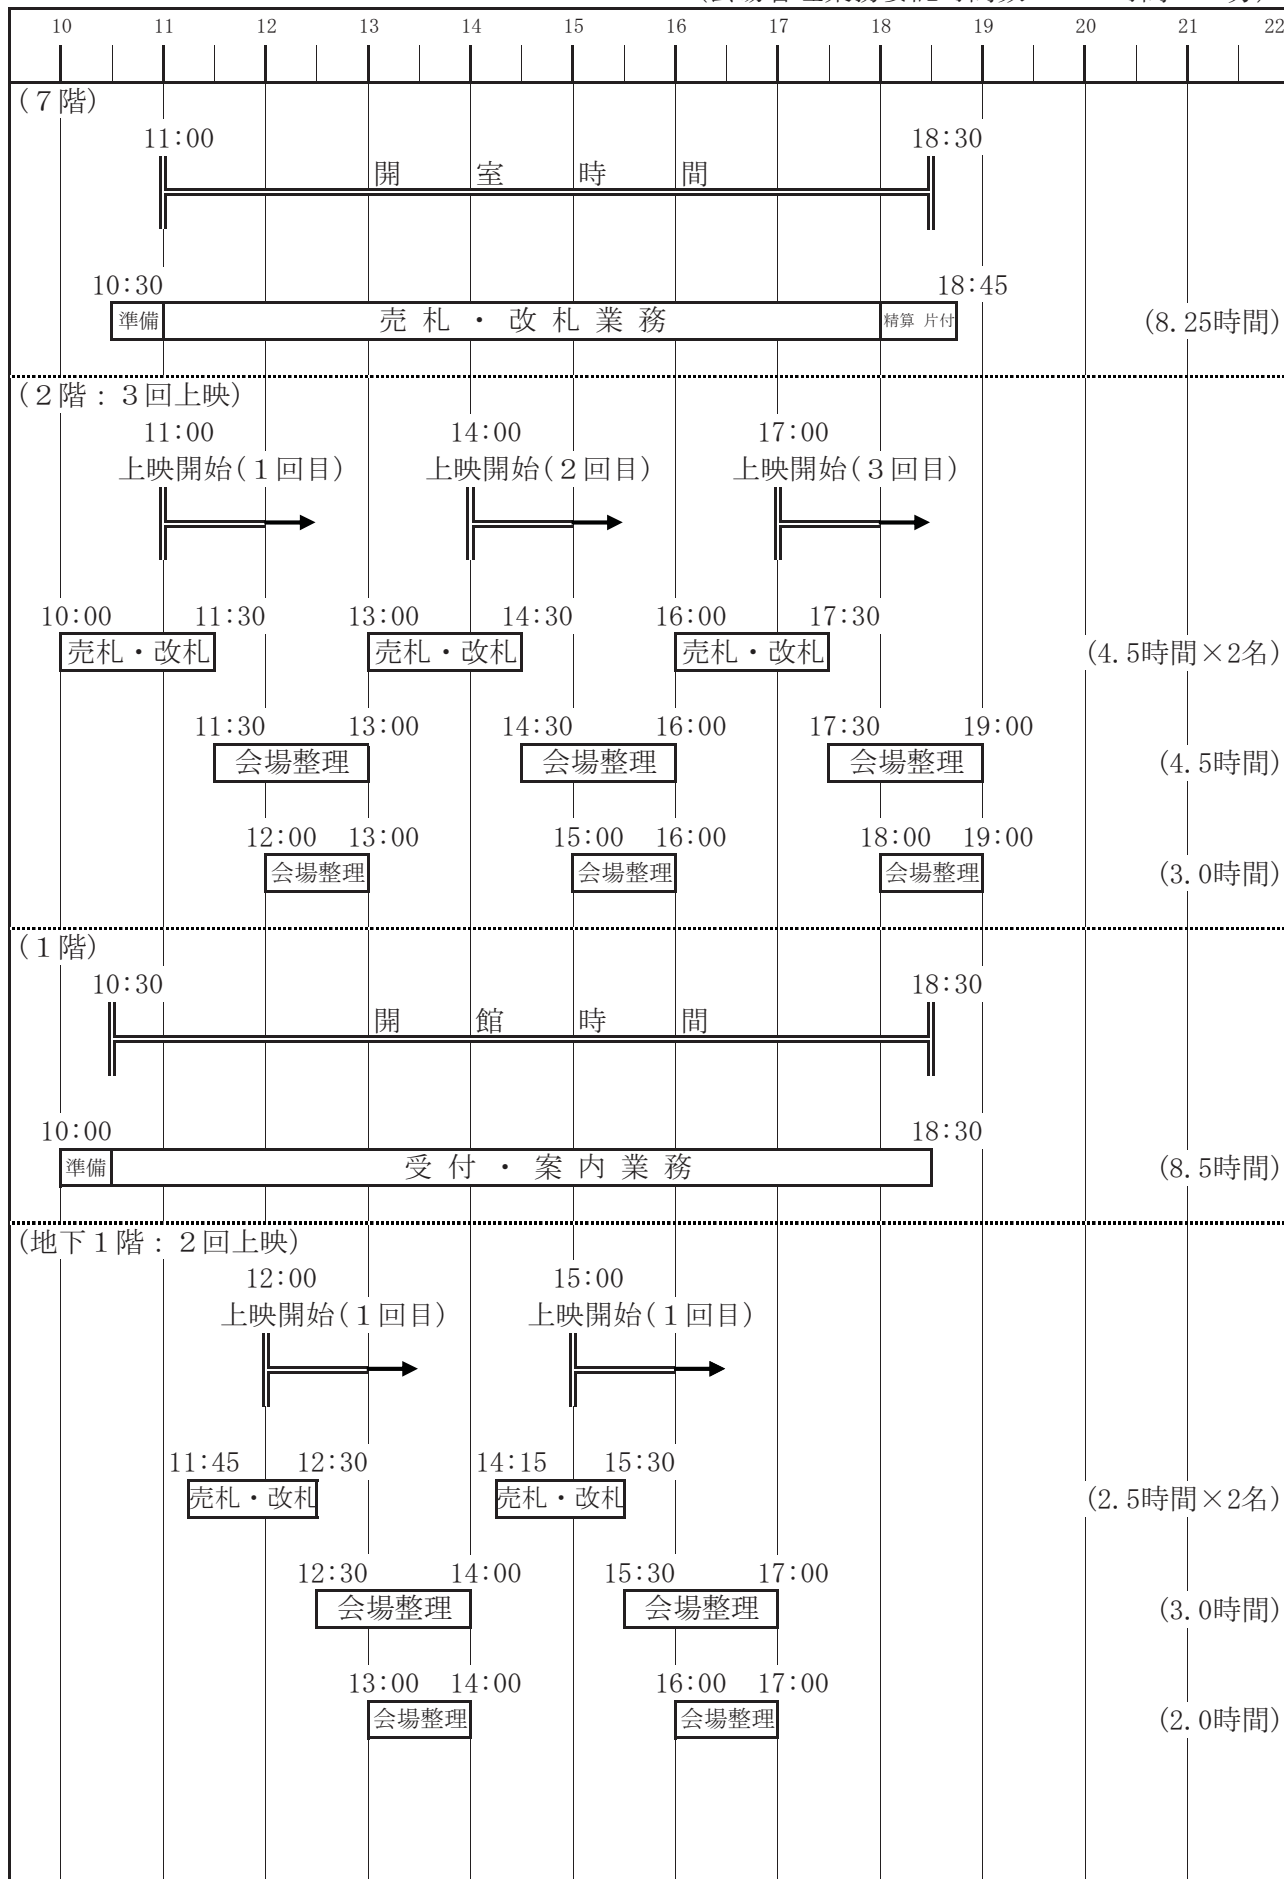 10 11 12 13 14 15 16 17 18 19 20 21 22
(7階)
11:00 18:30
開室時間
10:30 18:45
準備 売札・改札業務 精算 片付 (8.25時間)
(2階:3回上映)
11:00 14:00 17:00
上映開始(1回目) 上映開始(2回目) 上映開始(3回目)
10:00 11:30 13:00 14:30 16:00 17:30
売札・改札 売札・改札 売札・改札 (4.5時間×2名)
11:30 13:00 14:30 16:00 17:30 19:00
会場整理 会場整理 会場整理 (4.5時間)
12:00 13:00 15:00 16:00 18:00 19:00
会場整理 会場整理 会場整理 (3.0時間)
(1階)
10:30 18:30
開館時間
10:00 18:30
準備 受付・案内業務 (8.5時間)
(地下1階:2回上映)
12:00 15:00
上映開始(1回目) 上映開始(1回目)
11:45 12:30 14:15 15:30
売札・改札 売札・改札 (2.5時間×2名)
12:30 14:00 15:30 17:00
会場整理 会場整理 (3.0時間)
13:00 14:00 16:00 17:00
会場整理 会場整理 (2.0時間)